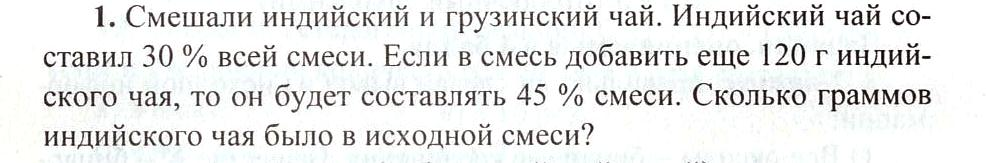 1. Смешали индийский и грузинский чай. Индийский чай со-
ставил 30 % всей смеси. Если в смесь добавить еще 120 г индий-
ского чая, то он будет составлять 45 % смеси. Сколько граммов
индийского чая было в исходной смеси?